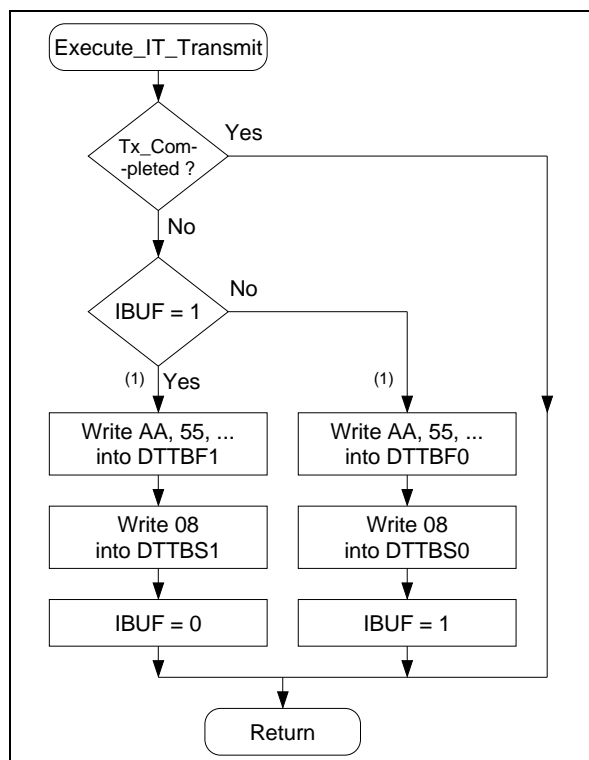 Execute_IT_Transmit
Tx_Com-
-pleted ?
Yes
No
IBUF = 1
No
(1)
Yes
(1)
Write AA, 55, ...
into DTTBF1
Write AA, 55, ...
into DTTBF0
Write 08
into DTTBS1
Write 08
into DTTBS0
IBUF = 0
IBUF = 1
Return